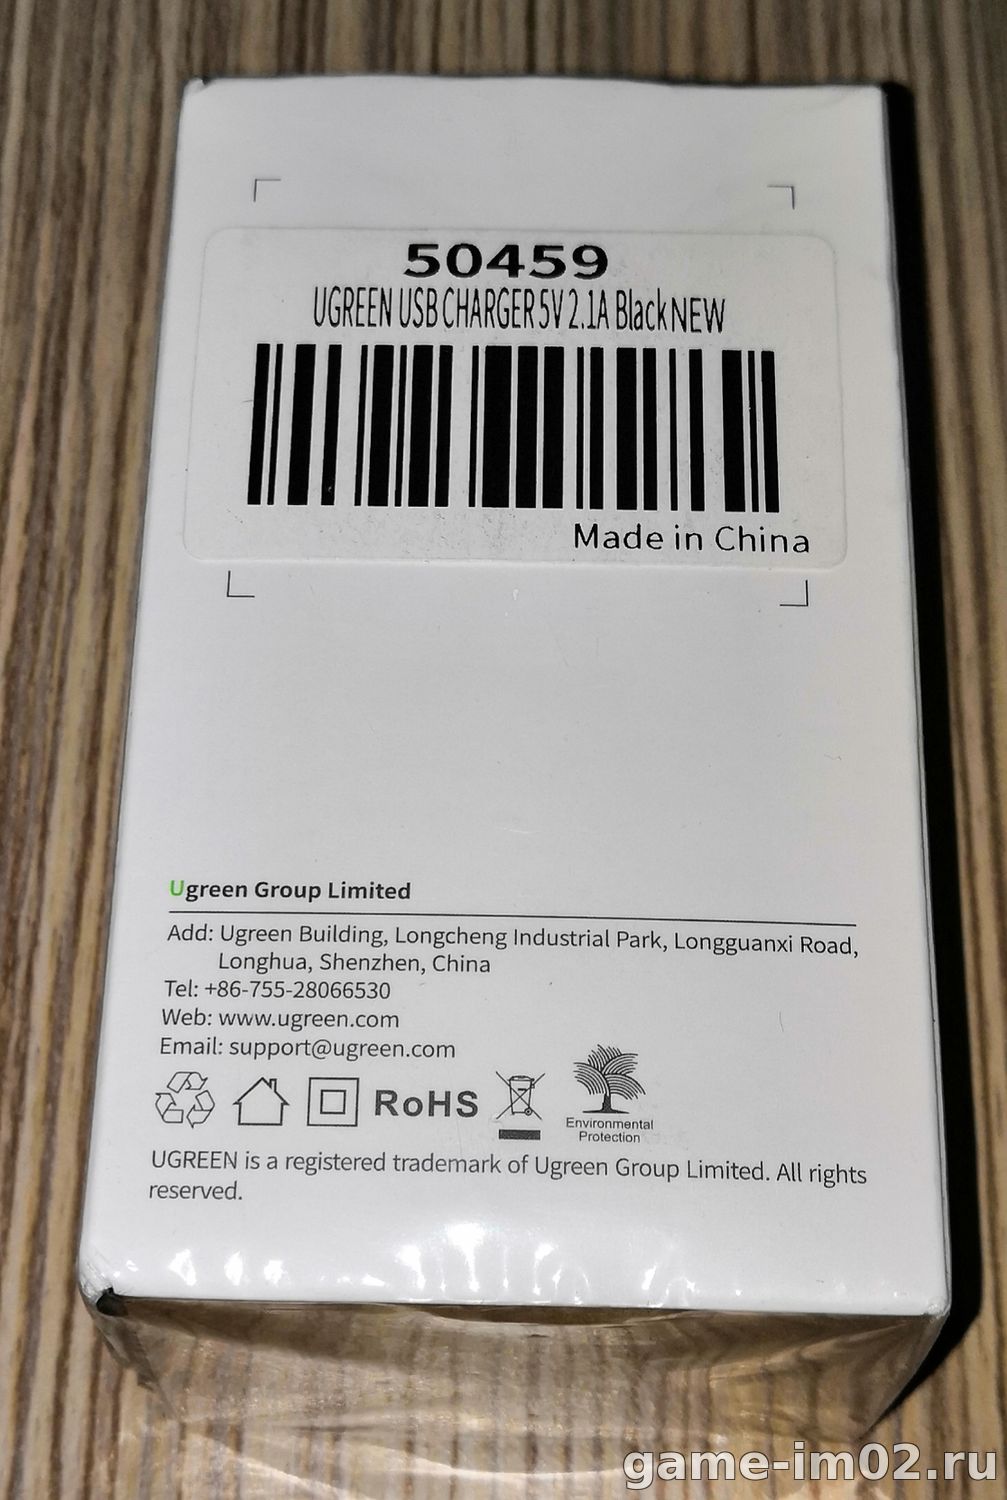 50459
UGREEN USB CHARGER 5V 2.1A Black NEW
Made in China
Ugreen Group Limited
Add: Ugreen Building, Longcheng Industrial Park, Longguanxi Road,
Longhua, Shenzhen, China
Tel: +86-755-28066530
Web: www.ugreen.com
Email: support@ugreen.com
RoHS
Environmental
Protection
UGREEN is a registered trademark of Ugreen Group Limited. All rights
reserved.
game-im02.ru